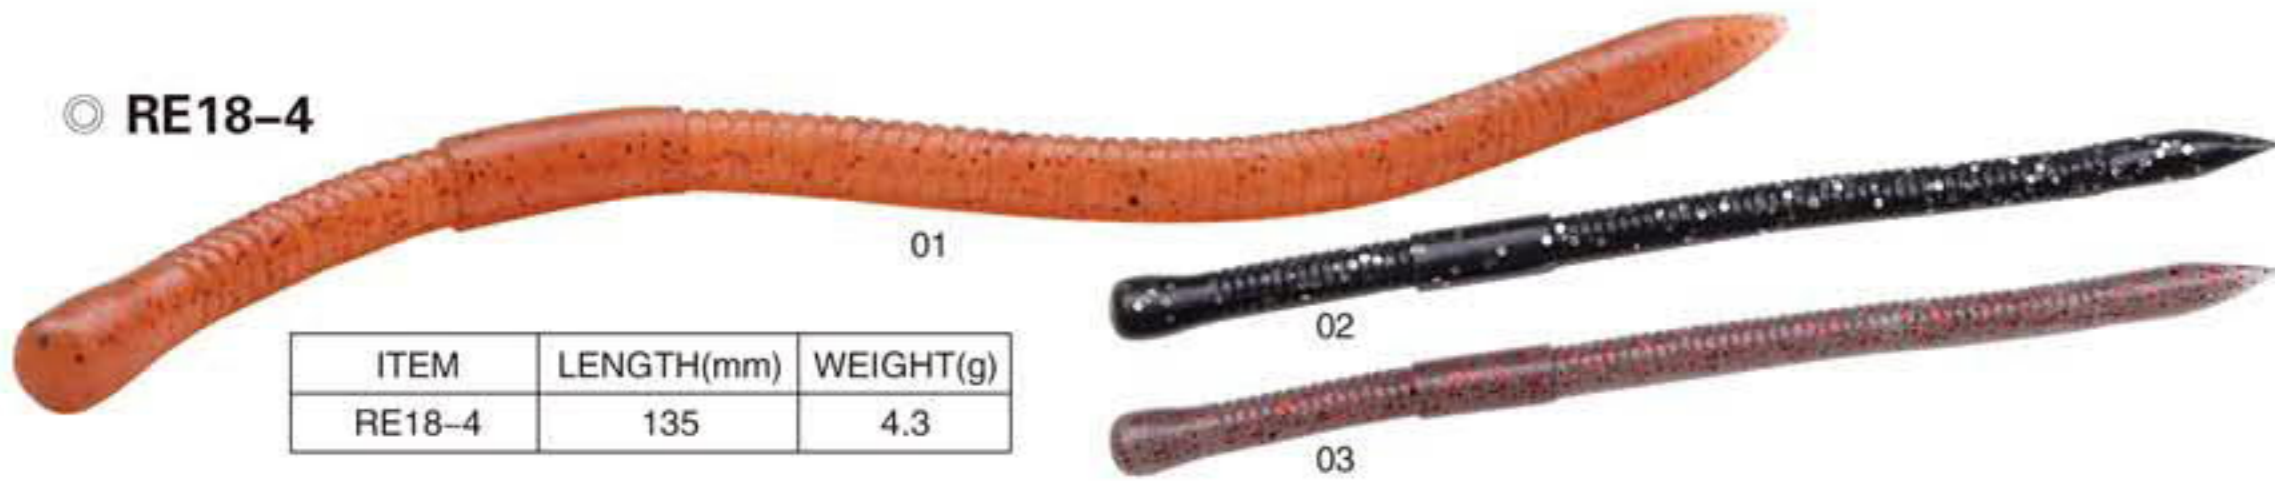 RE18-4
01
02
ITEM LENGTH(mm) WEIGHT(g)
RE18-4 135 4.3
03